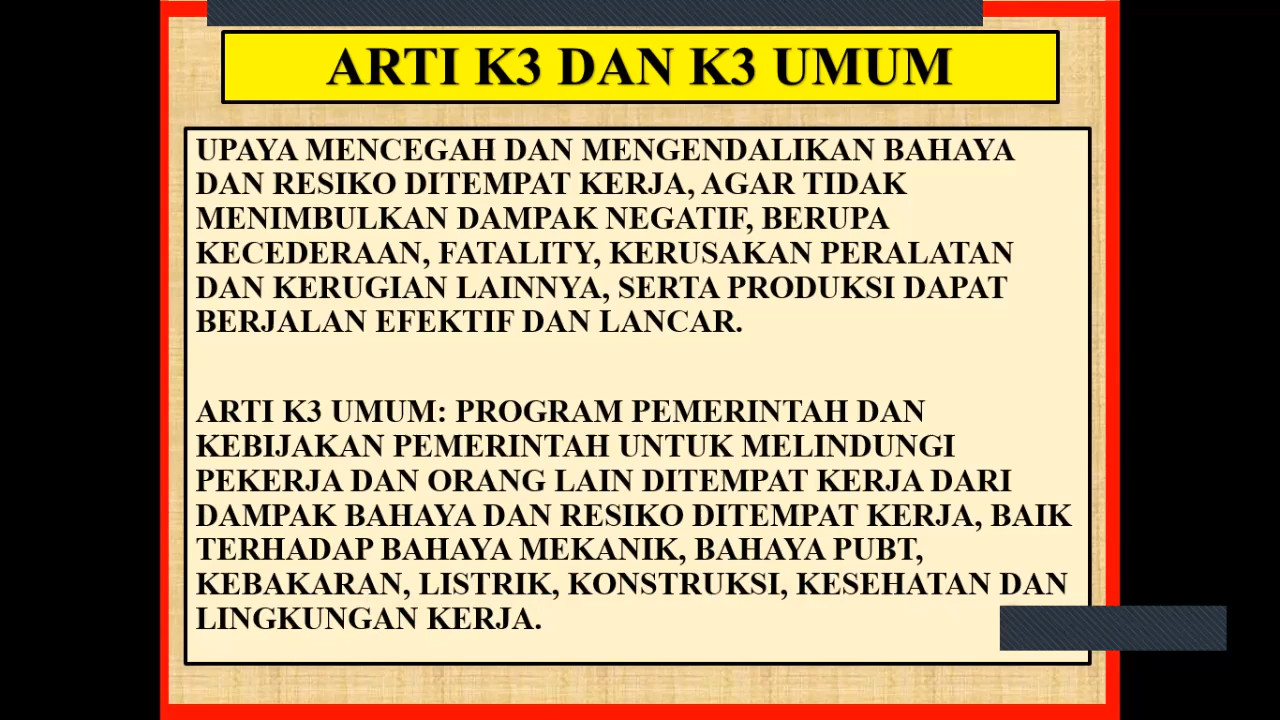 ARTI K3 DAN K3 UMUM
UPAYA MENCEGAH DAN MENGENDALIKAN BAHAYA
DAN RESIKO DITEMPAT KERJA, AGAR TIDAK
MENIMBULKAN DAMPAK NEGATIF, BERUPA
KECEDERAAN, FATALITY, KERUSAKAN PERALATAN
DAN KERUGIAN LAINNYA, SERTA PRODUKSI DAPAT
BERJALAN EFEKTIF DAN LANCAR.
ARTI K3 UMUM: PROGRAM PEMERINTAH DAN
KEBIJAKAN PEMERINTAH UNTUK MELINDUNGI
PEKERJA DAN ORANG LAIN DITEMPAT KERJA DARI
DAMPAK BAHAYA DAN RESIKO DITEMPAT KERJA, BAIK
TERHADAP BAHAYA MEKANIK, BAHAYA PUBT,
KEBAKARAN, LISTRIK, KONSTRUKSI, KESEHATAN DAN
LINGKUNGAN KERJA.